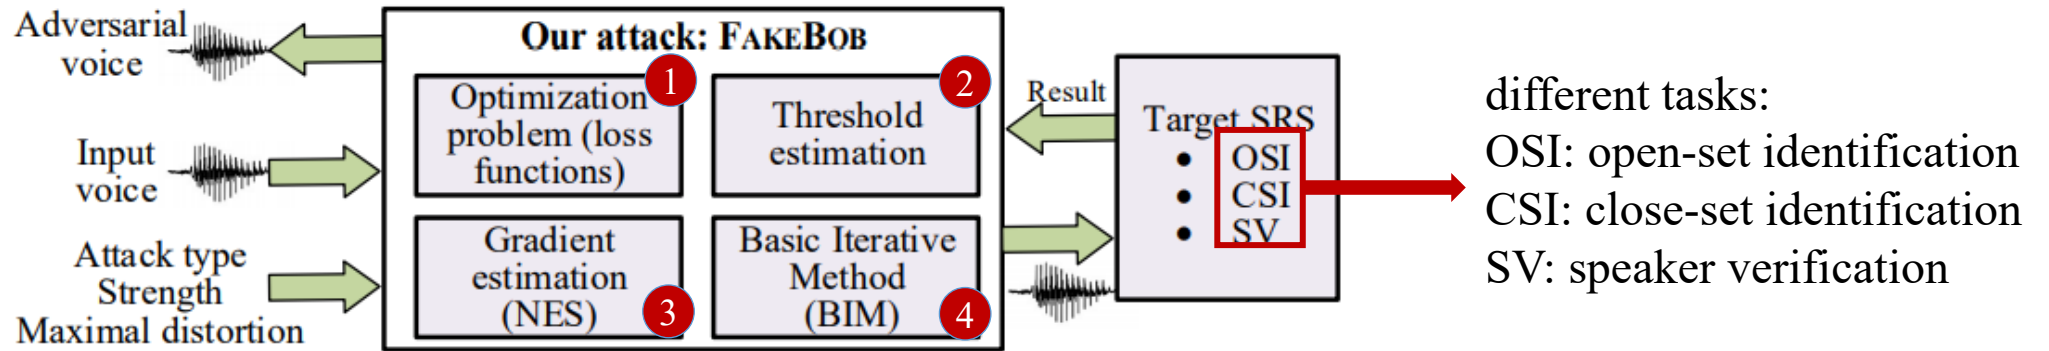 Adversarial
voice
Input
voice
Attack type
Strength
Maximal distortion
Our attack: FAKEBOB
1
Optimization
problem (loss
functions)
2
Threshold
estimation
Gradient
estimation
(NES)
3
Basic Iterative
Method
(BIM)
4
Result
Target SRS
• OSI
• CSI
• SV
different tasks:
OSI: open-set identification
CSI: close-set identification
SV: speaker verification